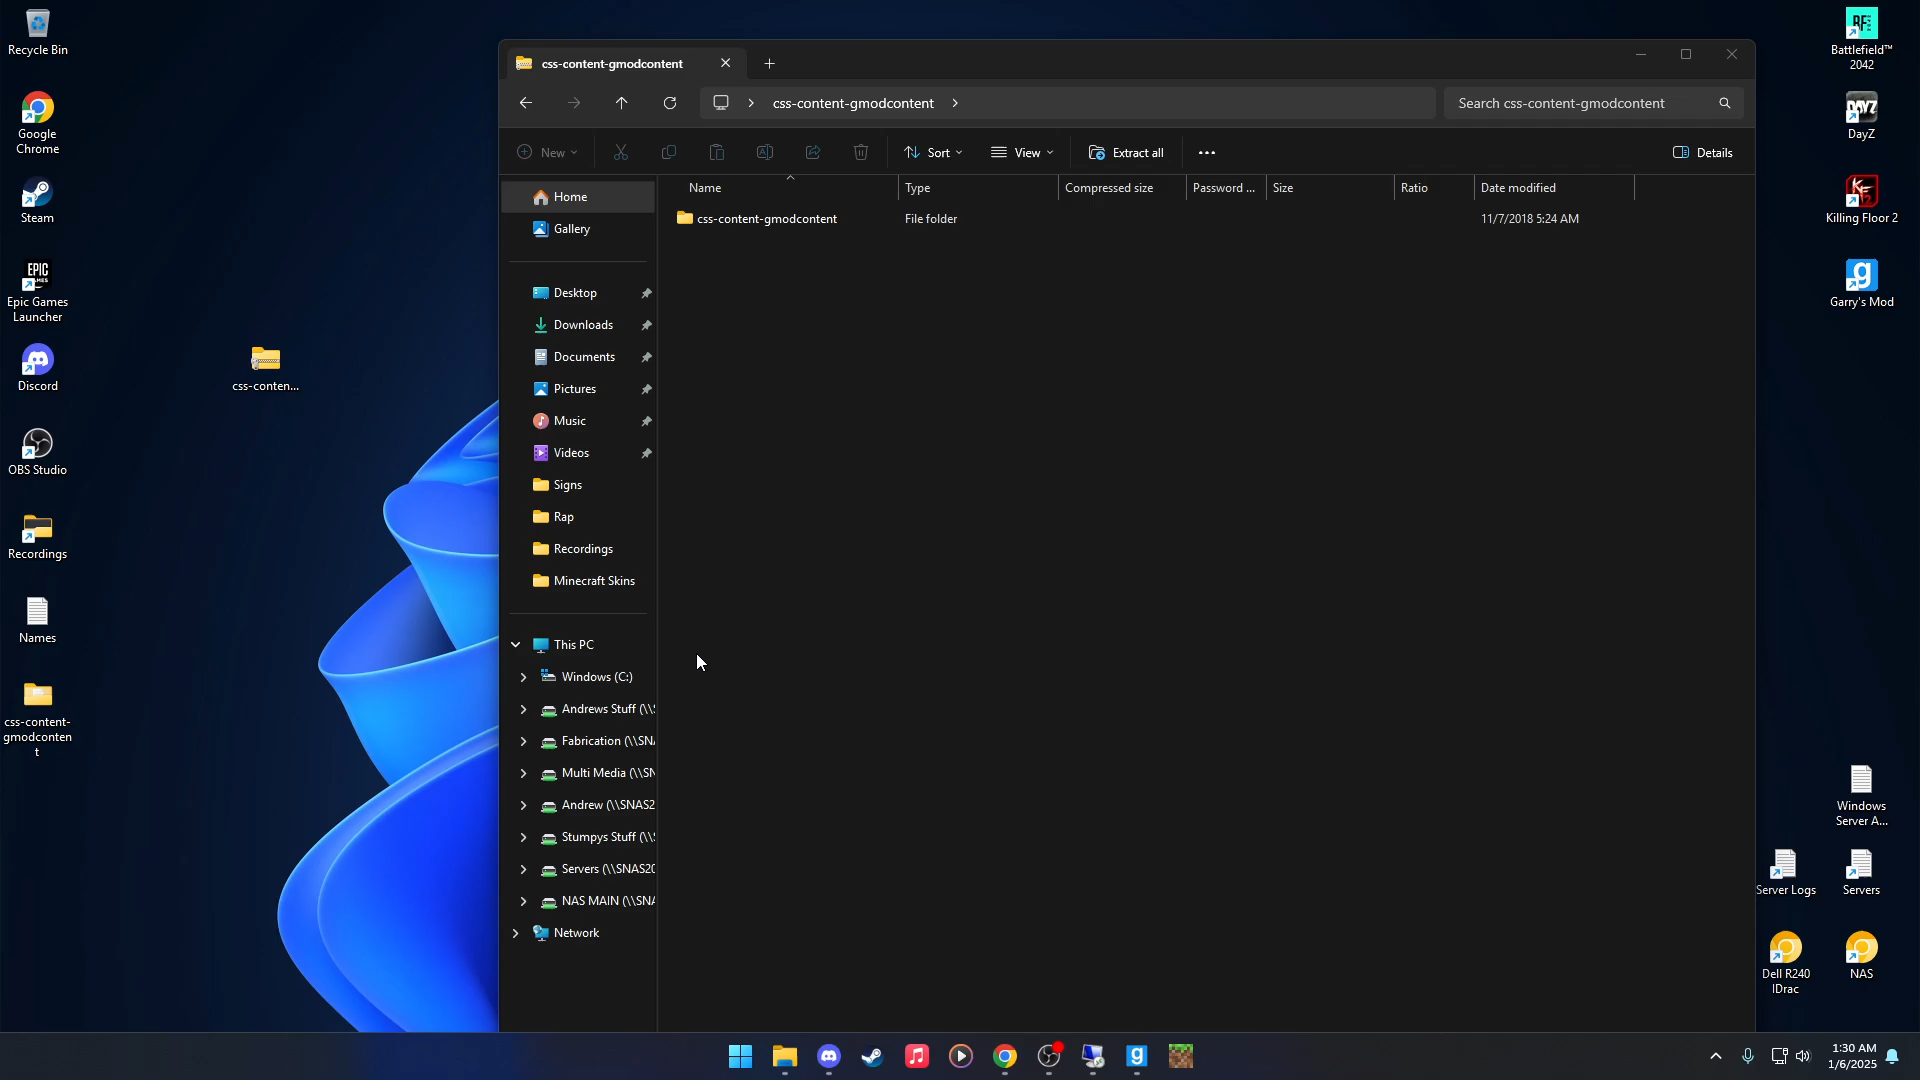 Recycle Bin
Google
Chrome
Steam
EPIC
GAMES
Epic Games
Launcher
Discord
OBS Studio
Recordings
Names
css-content-
gmodconten
t
css-conten...
css-content-gmodcontent
css-content-gmodcontent
Search css-content-gmodcontent
New
Sort
View
Extract all
Details
Name
Type
Compressed size
Password ...
Size
Ratio
Date modified
css-content-gmodcontent
File folder
11/7/2018 5:24 AM
Home
Gallery
Desktop
Downloads
Documents
Pictures
Music
Videos
Signs
Rap
Recordings
Minecraft Skins
This PC
Windows (C:)
Andrews Stuff (\\S
Fabrication (\\SNA
Multi Media (\\SN
Andrew (\\SNAS2
Stumpys Stuff (\\S
Servers (\\SNAS20
NAS MAIN (\\SNA
Network
Battlefield™
2042
DAYZ
DayZ
Killing Floor 2
g
Garry's Mod
Windows
Server A...
Server Logs
Servers
Dell R240
IDrac
NAS
g
1:30 AM
1/6/2025